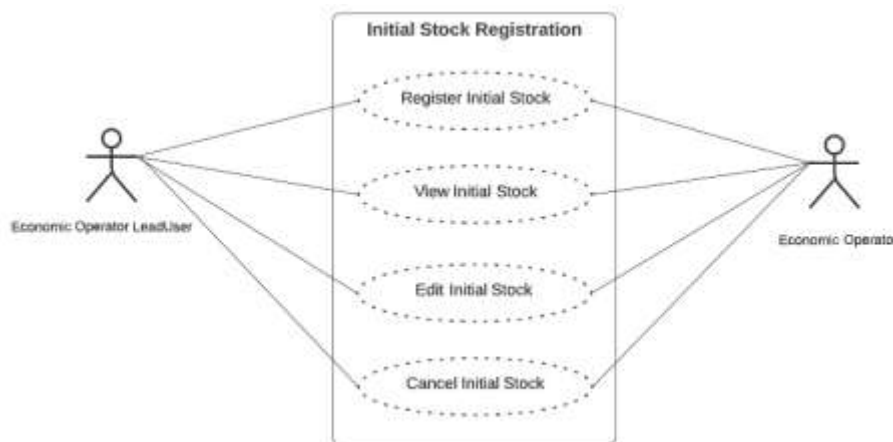 Initial Stock Registration
Register Initial Stock
View Initial Stock
Economic Operator LeadUser
Economic Operato
Edit Initial Stock
Cancel Initial Stock